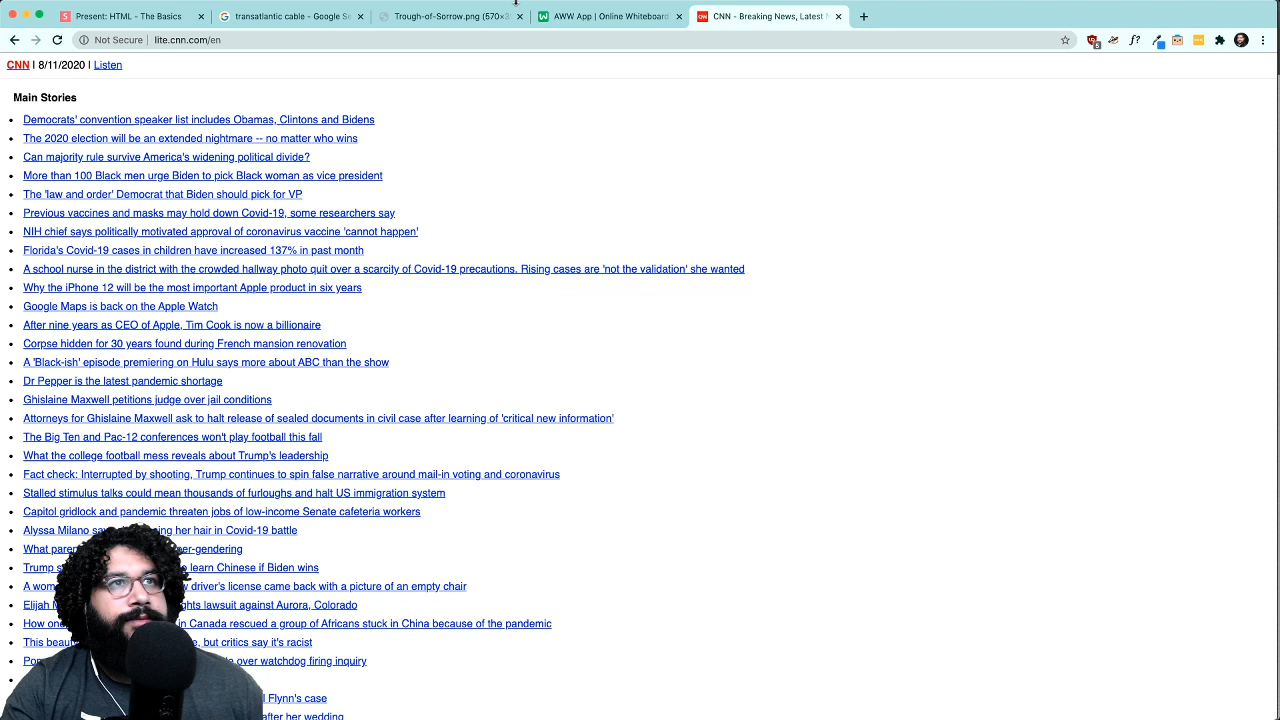 Present: HTML - The Basics
transatlantic cable - Google Se
Trough-of-Sorrow.png (570×3
AWW App | Online Whiteboard
CNN - Breaking News, Latest N
Not Secure | lite.cnn.com/en
CNN | 8/11/2020 | Listen
Main Stories
Democrats' convention speaker list includes Obamas, Clintons and Bidens
The 2020 election will be an extended nightmare -- no matter who wins
Can majority rule survive America's widening political divide?
More than 100 Black men urge Biden to pick Black woman as vice president
The 'law and order' Democrat that Biden should pick for VP
Previous vaccines and masks may hold down Covid-19, some researchers say
NIH chief says politically motivated approval of coronavirus vaccine 'cannot happen'
Florida's Covid-19 cases in children have increased 137% in past month
A school nurse in the district with the crowded hallway photo quit over a scarcity of Covid-19 precautions. Rising cases are 'not the validation' she wanted
Why the iPhone 12 will be the most important Apple product in six years
Google Maps is back on the Apple Watch
After nine years as CEO of Apple, Tim Cook is now a billionaire
Corpse hidden for 30 years found during French mansion renovation
A 'Black-ish' episode premiering on Hulu says more about ABC than the show
Dr Pepper is the latest pandemic shortage
Ghislaine Maxwell petitions judge over jail conditions
Attorneys for Ghislaine Maxwell ask to halt release of sealed documents in civil case after learning of 'critical new information'
The Big Ten and Pac-12 conferences won't play football this fall
What the college football mess reveals about Trump's leadership
Fact check: Interrupted by shooting, Trump continues to spin false narrative around mail-in voting and coronavirus
Stalled stimulus talks could mean thousands of furloughs and halt US immigration system
Capitol gridlock and pandemic threaten jobs of low-income Senate cafeteria workers
Alyssa Milano her hair in Covid-19 battle
What er-gendering
Trump learn Chinese if Biden wins
A driver's license came back with a picture of an empty chair
Elijah lawsuit against Aurora, Colorado
How in Canada rescued a group of Africans stuck in China because of the pandemic
This , but critics say it's racist
over watchdog firing inquiry
Flynn's case
after her wedding